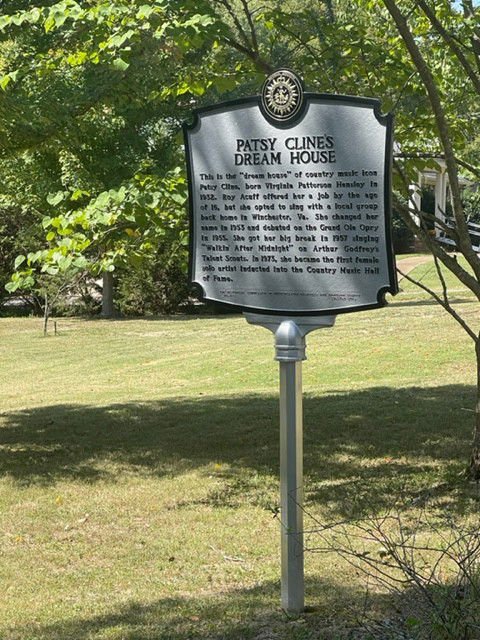 PATSY CLINE'S
DREAM HOUSE
This is the "dream house" of country music icon
Patsy Cline, born Virginia Patterson Hensley in
1932. Roy Acuff offered her a job by the age
of 16, but she opted to sing with a local group
back home in Winchester, Va. She changed her
name in 1953 and debuted on the Grand Ole Opry
in 1955. She got her big break in 1957 singing
"Walkin After Midnight" on Arthur Godfrey's
Talent Scouts. In 1973, she became the first female
solo artist inducted into the Country Music Hall
of Fame.